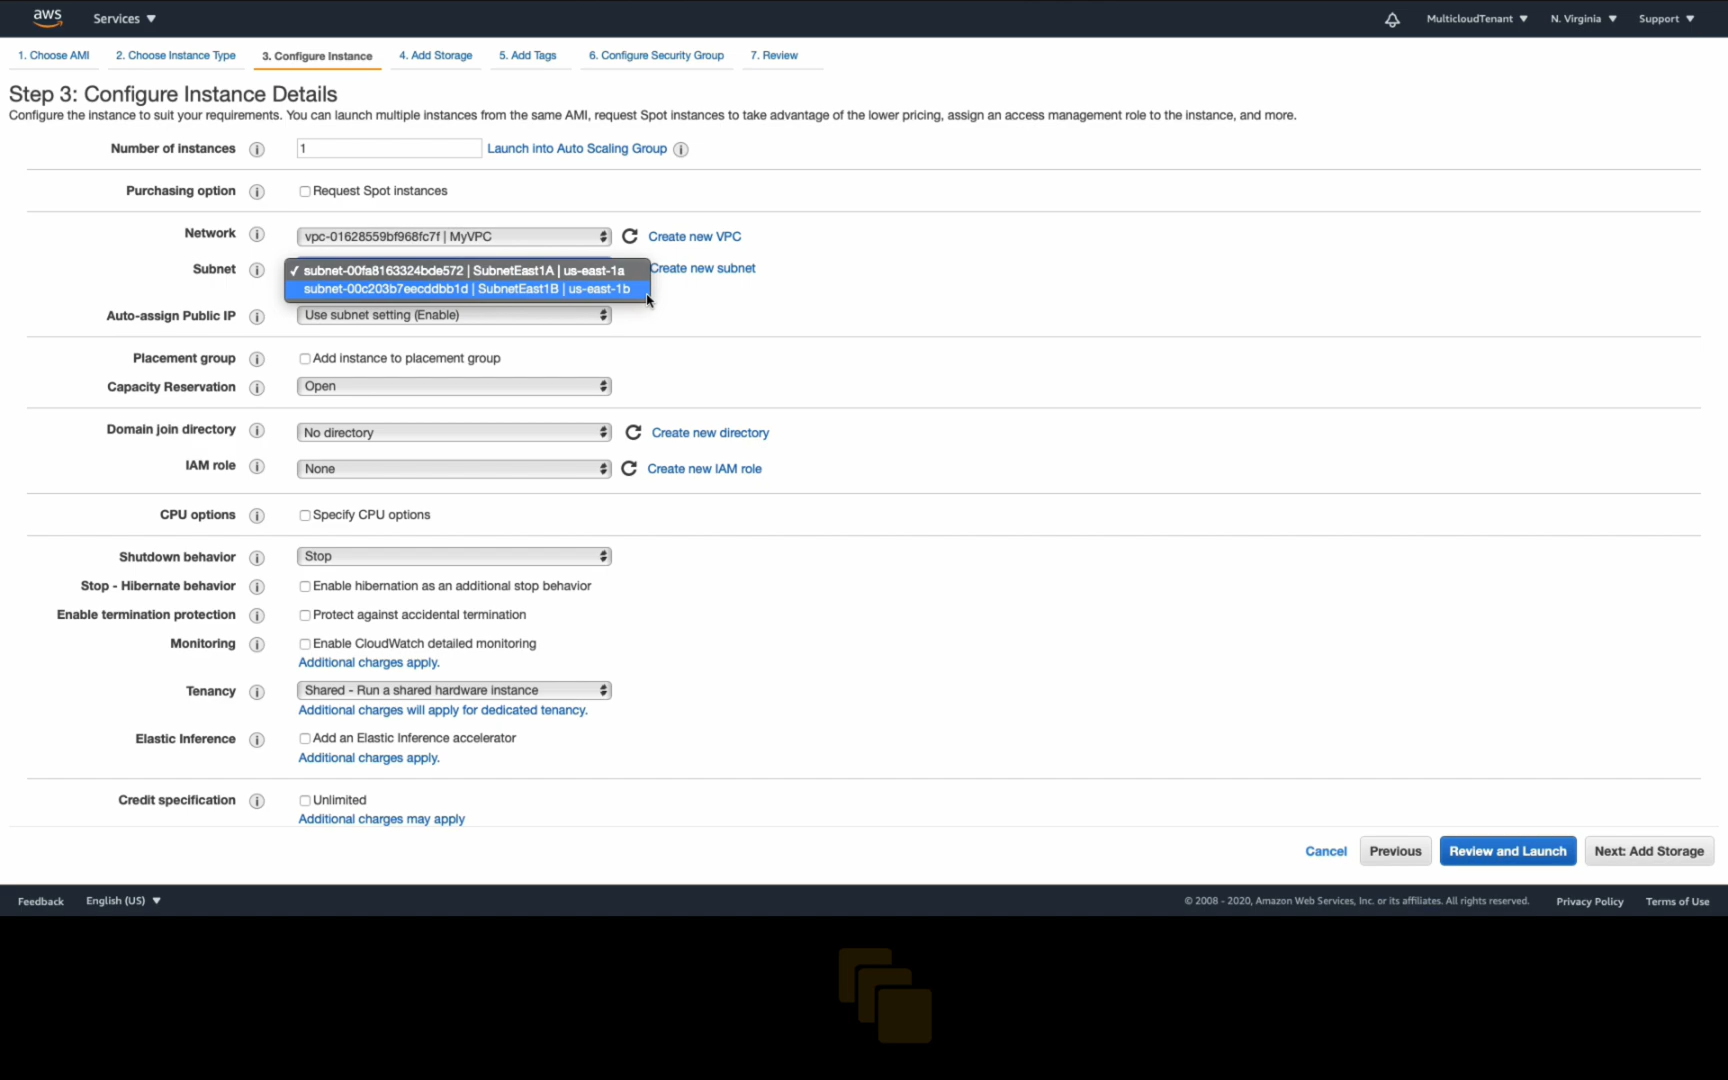 aws Services MulticloudTenant N. Virginia Support
1. Choose AMI 2. Choose Instance Type 3. Configure Instance 4. Add Storage 5. Add Tags 6. Configure Security Group 7. Review
Step 3: Configure Instance Details
Configure the instance to suit your requirements. You can launch multiple instances from the same AMI, request Spot instances to take advantage of the lower pricing, assign an access management role to the instance, and more.
Number of instances 1 Launch into Auto Scaling Group
Purchasing option Request Spot instances
Network vpc-01628559bf968fc7f | MyVPC Create new VPC
Subnet subnet-00fa8163324bde572 | SubnetEast1A | us-east-1a Create new subnet
subnet-00c203b7eecddbb1d | SubnetEast1B | us-east-1b
Auto-assign Public IP Use subnet setting (Enable)
Placement group Add instance to placement group
Capacity Reservation Open
Domain join directory No directory Create new directory
IAM role None Create new IAM role
CPU options Specify CPU options
Shutdown behavior Stop
Stop - Hibernate behavior Enable hibernation as an additional stop behavior
Enable termination protection Protect against accidental termination
Monitoring Enable CloudWatch detailed monitoring
Additional charges apply.
Tenancy Shared - Run a shared hardware instance
Additional charges will apply for dedicated tenancy.
Elastic Inference Add an Elastic Inference accelerator
Additional charges apply.
Credit specification Unlimited
Additional charges may apply
Cancel Previous Review and Launch Next: Add Storage
Feedback English (US) © 2008 - 2020, Amazon Web Services, Inc. or its affiliates. All rights reserved. Privacy Policy Terms of Use